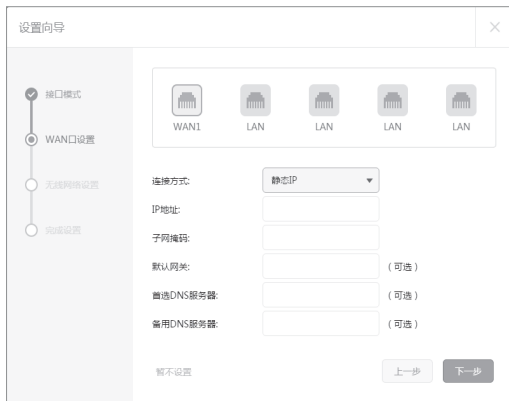 设置向导
接口模式
WAN口设置
无线网络设置
完成设置
WAN1 LAN LAN LAN LAN
连接方式: 静态IP
IP地址:
子网掩码:
默认网关: (可选)
首选DNS服务器: (可选)
备用DNS服务器: (可选)
暂不设置 上一步 下一步